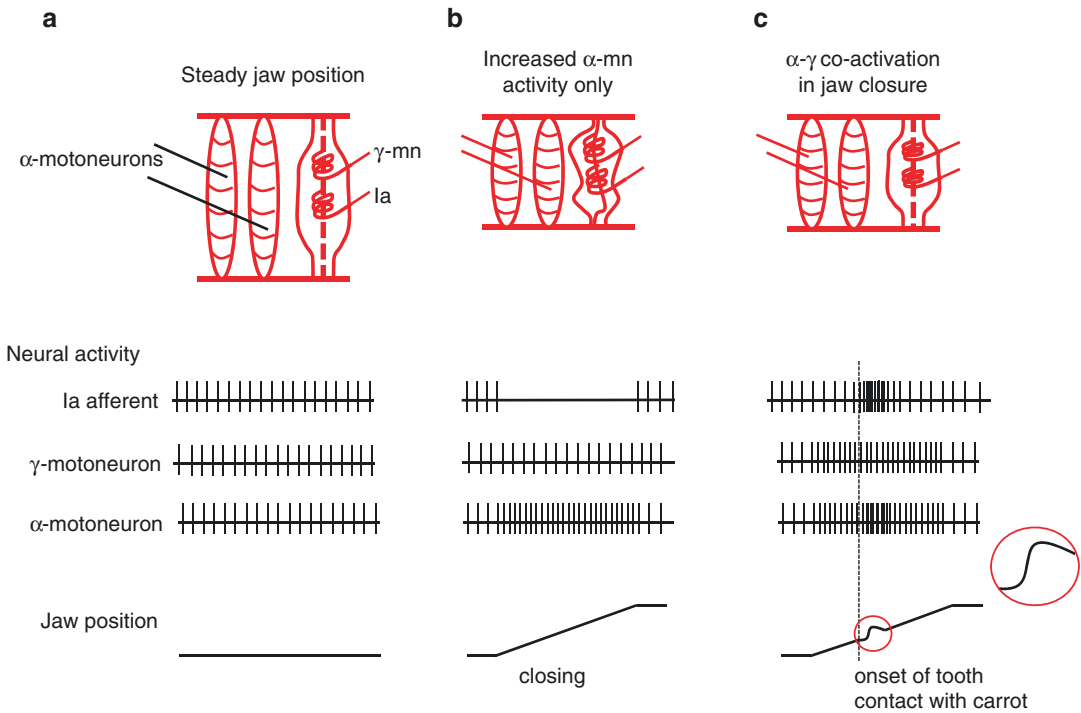 a
Steady jaw position
α-motoneurons
γ-mn
Ia
b
Increased α-mn
activity only
c
α-γ co-activation
in jaw closure
Neural activity
Ia afferent
γ-motoneuron
α-motoneuron
Jaw position
closing
onset of tooth
contact with carrot